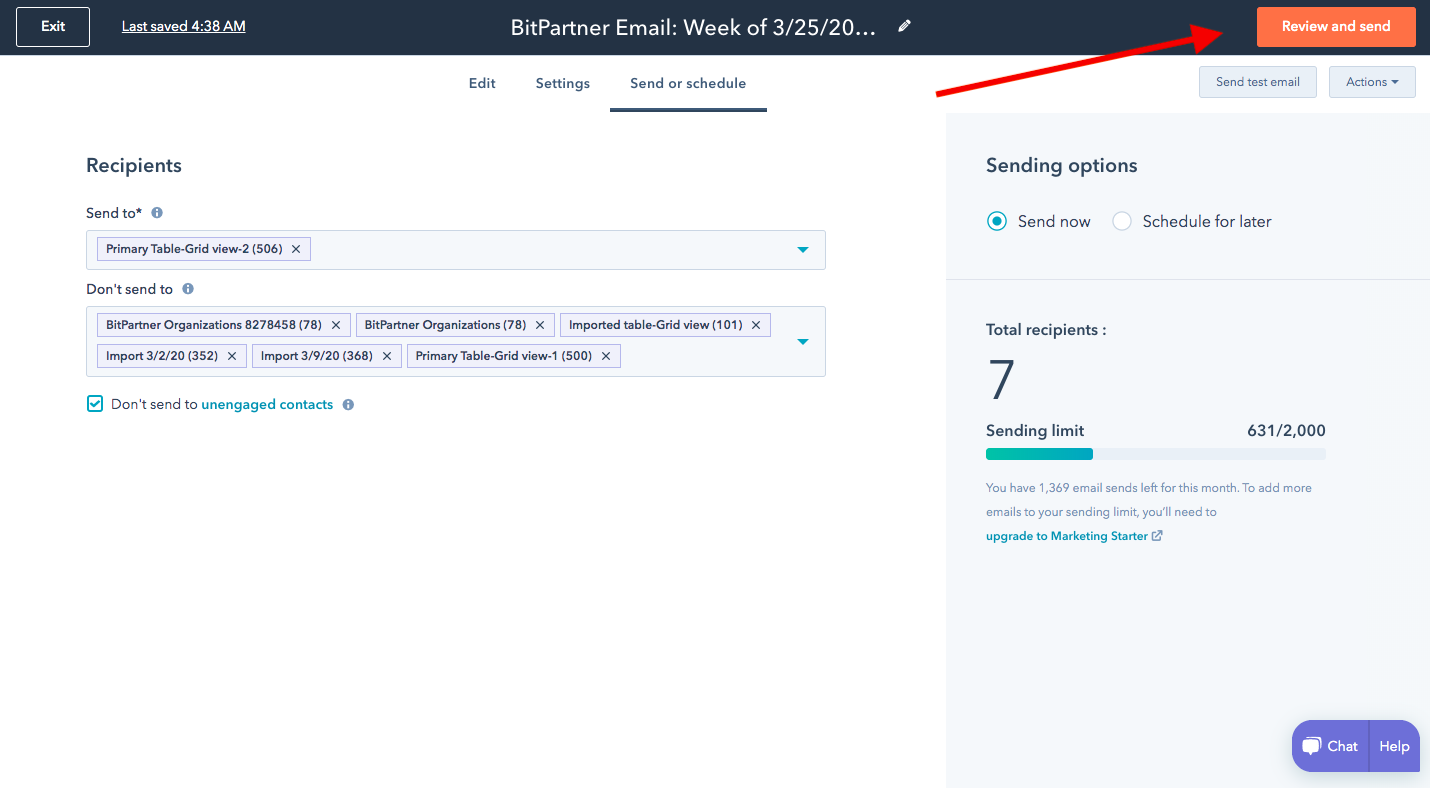 Exit
Last saved 4:38 AM
BitPartner Email: Week of 3/25/20...
Review and send
Edit
Settings
Send or schedule
Send test email
Actions
Recipients
Send to*
Primary Table-Grid view-2 (506)
Don't send to
BitPartner Organizations 8278458 (78)
BitPartner Organizations (78)
Imported table-Grid view (101)
Import 3/2/20 (352)
Import 3/9/20 (368)
Primary Table-Grid view-1 (500)
Don't send to unengaged contacts
Sending options
Send now
Schedule for later
Total recipients :
7
Sending limit
631/2,000
You have 1,369 email sends left for this month. To add more
emails to your sending limit, you'll need to
upgrade to Marketing Starter
Chat
Help